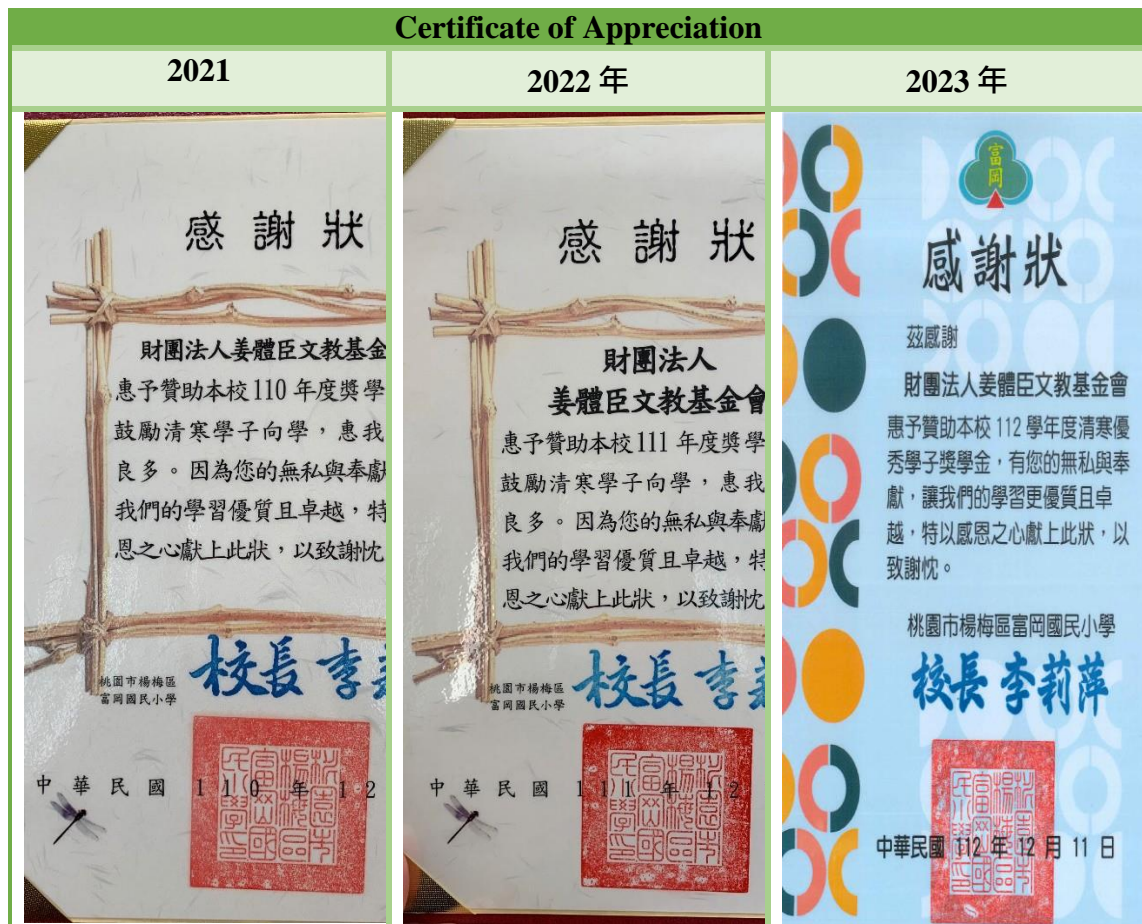 Certificate of Appreciation
2021
2022 年
2023 年
感謝狀
財團法人姜體臣文教基金
惠予贊助本校 110 年度獎學
鼓勵清寒學子向學，惠我
良多。因為您的無私與奉獻
我們的學習優質且卓越，特
恩之心獻上此狀，以致謝忱
桃園市楊梅區
富岡國民小學
校長 李
中華民國 110 年 12
感謝狀
財團法人
姜體臣文教基金會
惠予贊助本校 111 年度獎學
鼓勵清寒學子向學，惠我
良多。因為您的無私與奉獻
我們的學習優質且卓越，特
恩之心獻上此狀，以致謝忱
桃園市楊梅區
富岡國民小學
校長 李
中華民國 111 年 12
富岡
感謝狀
茲感謝
財團法人姜體臣文教基金會
惠予贊助本校 112 學年度清寒優
秀學子獎學金，有您的無私與奉
獻，讓我們的學習更優質且卓
越，特以感恩之心獻上此狀，以
致謝忱。
桃園市楊梅區富岡國民小學
校長 李莉萍
中華民國 112 年 12 月 11 日